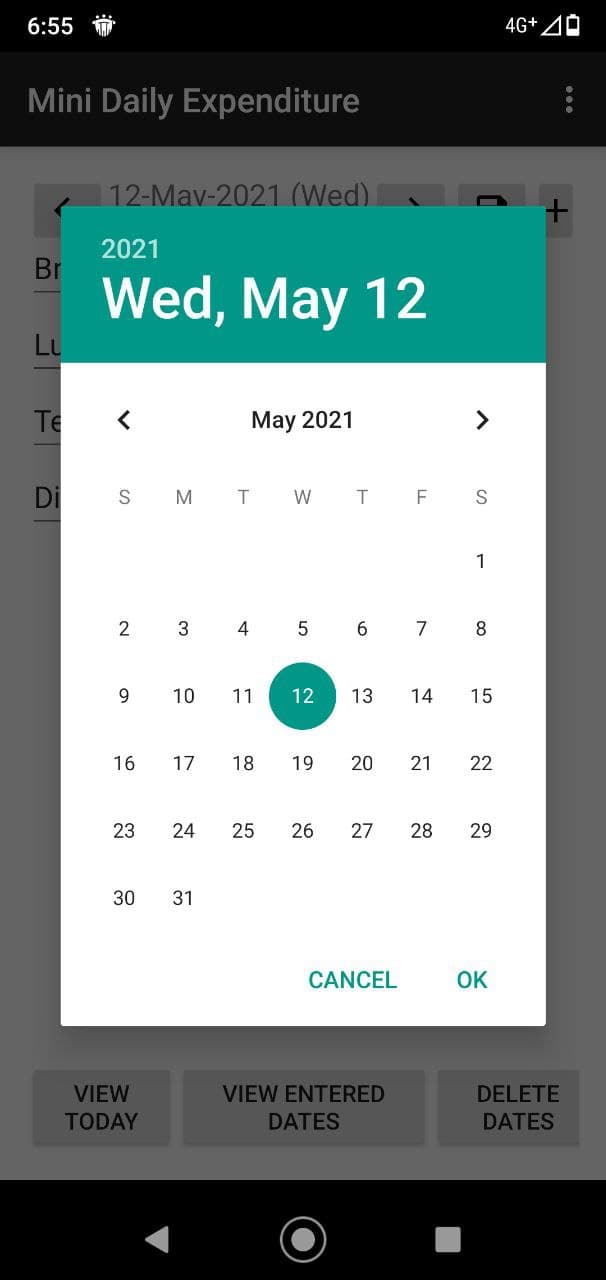 6:55 4G+
Mini Daily Expenditure
12-May-2021 (Wed)
+
2021
Wed, May 12
Br
Lu
Te
Di
May 2021
S M T W T F S
1
2 3 4 5 6 7 8
9 10 11 12 13 14 15
16 17 18 19 20 21 22
23 24 25 26 27 28 29
30 31
CANCEL OK
VIEW TODAY
VIEW ENTERED DATES
DELETE DATES